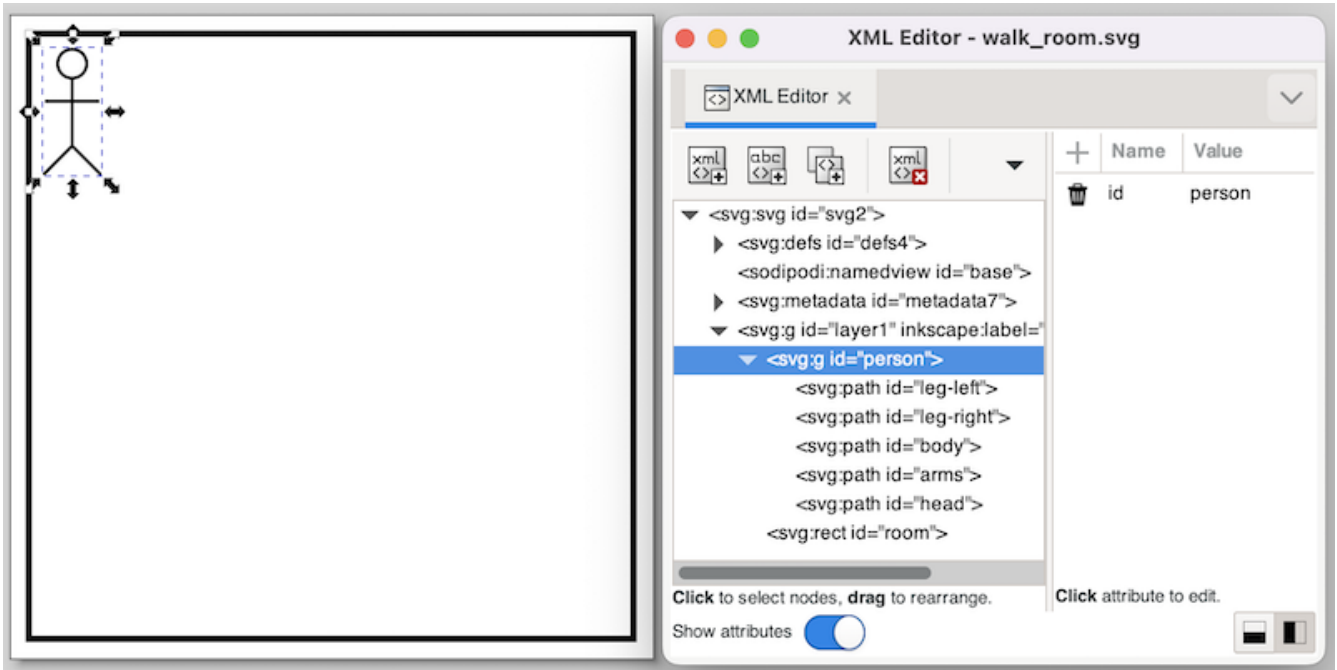 XML Editor - walk_room.svg
XML Editor
xml
abc
xml
Name Value
id person
<svg:svg id="svg2">
<svg:defs id="defs4">
<sodipodi:namedview id="base">
<svg:metadata id="metadata7">
<svg:g id="layer1" inkscape:label="
<svg:g id="person">
<svg:path id="leg-left">
<svg:path id="leg-right">
<svg:path id="body">
<svg:path id="arms">
<svg:path id="head">
<svg:rect id="room">
Click to select nodes, drag to rearrange.
Click attribute to edit.
Show attributes